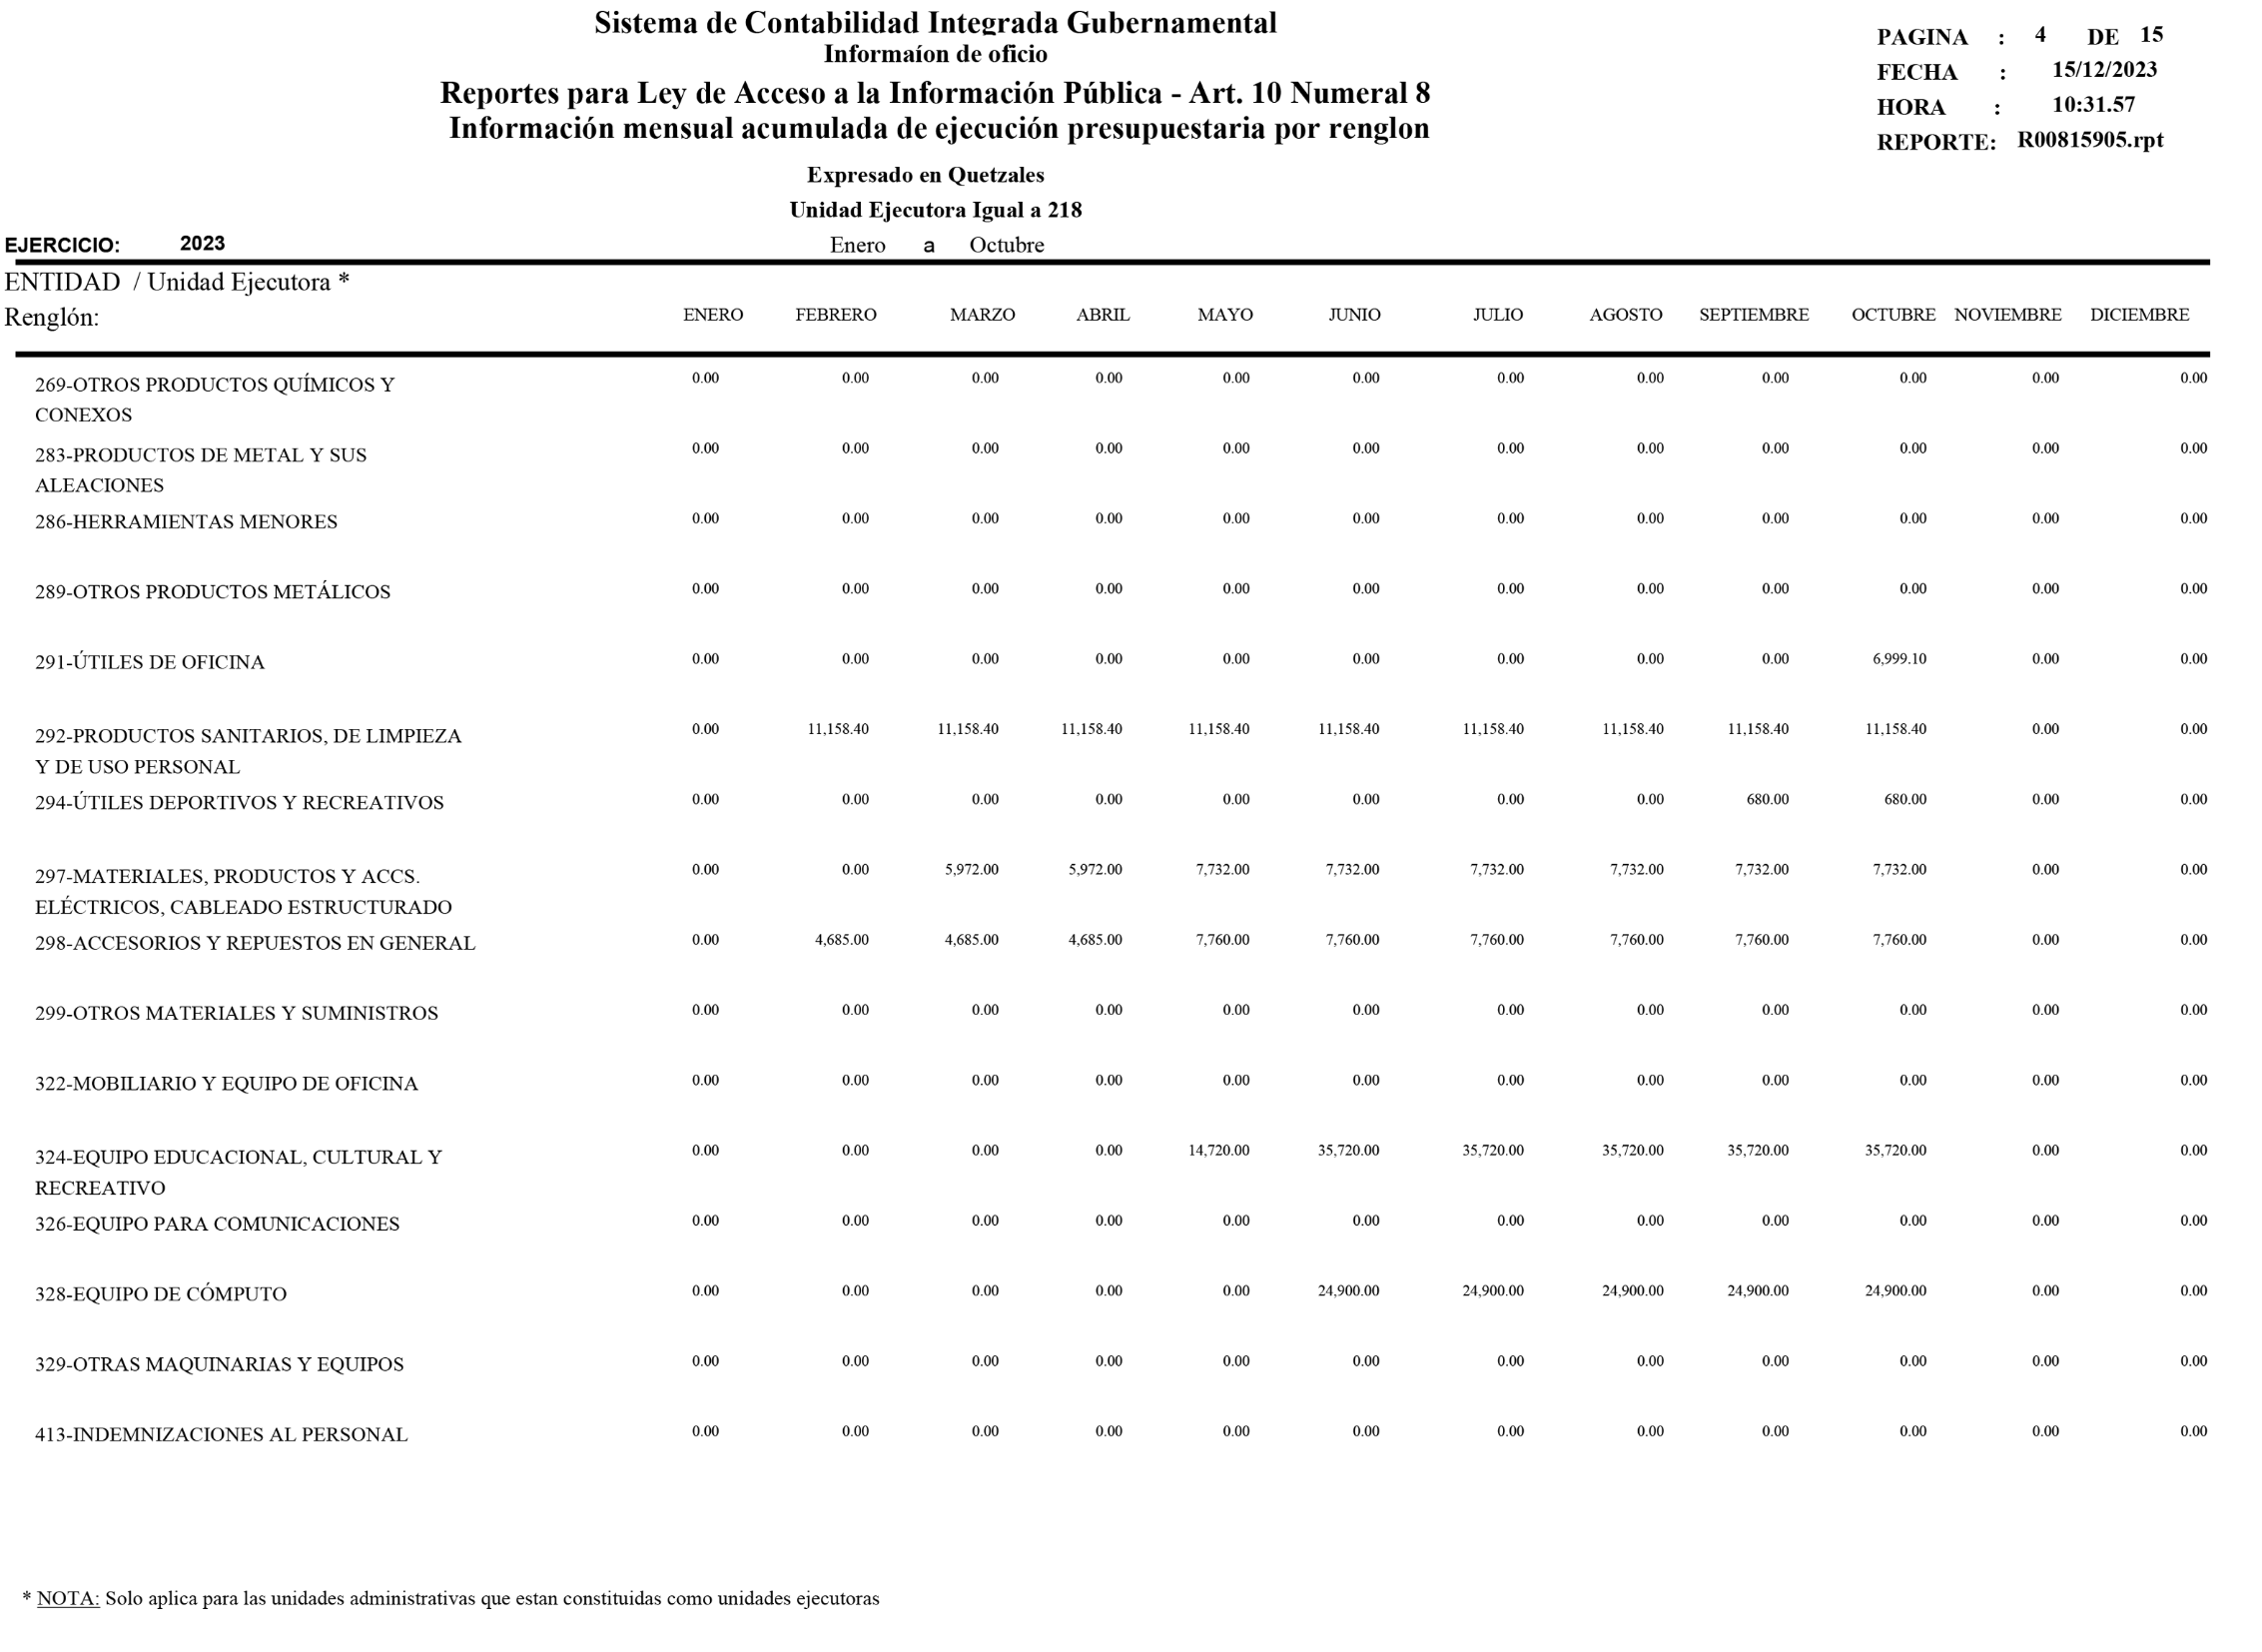 Sistema de Contabilidad Integrada Gubernamental
Informaíon de oficio
Reportes para Ley de Acceso a la Información Pública - Art. 10 Numeral 8
Información mensual acumulada de ejecución presupuestaria por renglon
Expresado en Quetzales
Unidad Ejecutora Igual a 218
PAGINA : 4 DE 15
FECHA : 15/12/2023
HORA : 10:31.57
REPORTE: R00815905.rpt
EJERCICIO: 2023 Enero a Octubre
ENTIDAD / Unidad Ejecutora *
Renglón: ENERO FEBRERO MARZO ABRIL MAYO JUNIO JULIO AGOSTO SEPTIEMBRE OCTUBRE NOVIEMBRE DICIEMBRE
269-OTROS PRODUCTOS QUÍMICOS Y 0.00 0.00 0.00 0.00 0.00 0.00 0.00 0.00 0.00 0.00 0.00 0.00
CONEXOS
283-PRODUCTOS DE METAL Y SUS 0.00 0.00 0.00 0.00 0.00 0.00 0.00 0.00 0.00 0.00 0.00 0.00
ALEACIONES
286-HERRAMIENTAS MENORES 0.00 0.00 0.00 0.00 0.00 0.00 0.00 0.00 0.00 0.00 0.00 0.00
289-OTROS PRODUCTOS METÁLICOS 0.00 0.00 0.00 0.00 0.00 0.00 0.00 0.00 0.00 0.00 0.00 0.00
291-ÚTILES DE OFICINA 0.00 0.00 0.00 0.00 0.00 0.00 0.00 0.00 0.00 6,999.10 0.00 0.00
292-PRODUCTOS SANITARIOS, DE LIMPIEZA 0.00 11,158.40 11,158.40 11,158.40 11,158.40 11,158.40 11,158.40 11,158.40 11,158.40 11,158.40 0.00 0.00
Y DE USO PERSONAL
294-ÚTILES DEPORTIVOS Y RECREATIVOS 0.00 0.00 0.00 0.00 0.00 0.00 0.00 0.00 680.00 680.00 0.00 0.00
297-MATERIALES, PRODUCTOS Y ACCS. 0.00 0.00 5,972.00 5,972.00 7,732.00 7,732.00 7,732.00 7,732.00 7,732.00 7,732.00 0.00 0.00
ELÉCTRICOS, CABLEADO ESTRUCTURADO
298-ACCESORIOS Y REPUESTOS EN GENERAL 0.00 4,685.00 4,685.00 4,685.00 7,760.00 7,760.00 7,760.00 7,760.00 7,760.00 7,760.00 0.00 0.00
299-OTROS MATERIALES Y SUMINISTROS 0.00 0.00 0.00 0.00 0.00 0.00 0.00 0.00 0.00 0.00 0.00 0.00
322-MOBILIARIO Y EQUIPO DE OFICINA 0.00 0.00 0.00 0.00 0.00 0.00 0.00 0.00 0.00 0.00 0.00 0.00
324-EQUIPO EDUCACIONAL, CULTURAL Y 0.00 0.00 0.00 0.00 14,720.00 35,720.00 35,720.00 35,720.00 35,720.00 35,720.00 0.00 0.00
RECREATIVO
326-EQUIPO PARA COMUNICACIONES 0.00 0.00 0.00 0.00 0.00 0.00 0.00 0.00 0.00 0.00 0.00 0.00
328-EQUIPO DE CÓMPUTO 0.00 0.00 0.00 0.00 0.00 24,900.00 24,900.00 24,900.00 24,900.00 24,900.00 0.00 0.00
329-OTRAS MAQUINARIAS Y EQUIPOS 0.00 0.00 0.00 0.00 0.00 0.00 0.00 0.00 0.00 0.00 0.00 0.00
413-INDEMNIZACIONES AL PERSONAL 0.00 0.00 0.00 0.00 0.00 0.00 0.00 0.00 0.00 0.00 0.00 0.00
* NOTA: Solo aplica para las unidades administrativas que estan constituidas como unidades ejecutoras